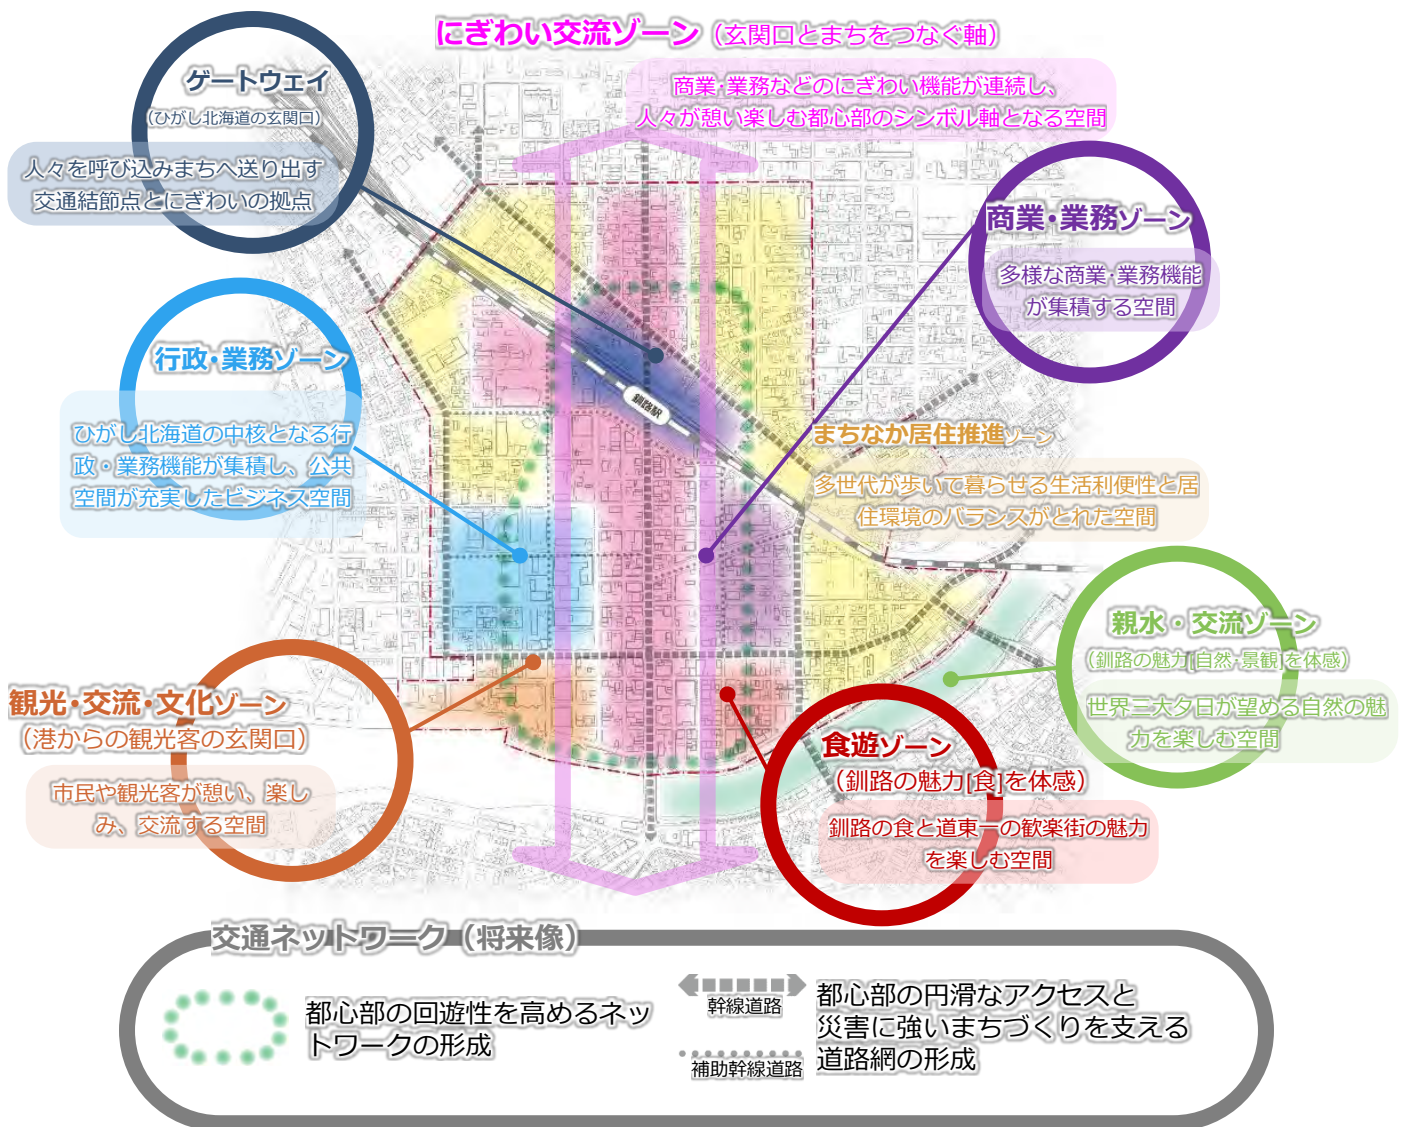 にぎわい交流ゾーン（玄関口とまちをつなぐ軸）
商業・業務などのにぎわい機能が連続し、
人々が憩い楽しむ都心部のシンボル軸となる空間
ゲートウェイ
（ひがし北海道の玄関口）
人々を呼び込みまちへ送り出す
交通結節点とにぎわいの拠点
商業・業務ゾーン
多様な商業・業務機能
が集積する空間
行政・業務ゾーン
ひがし北海道の中核となる行
政・業務機能が集積し、公共
空間が充実したビジネス空間
釧路駅
まちなか居住推進ゾーン
多世代が歩いて暮らせる生活利便性と居
住環境のバランスがとれた空間
親水・交流ゾーン
（釧路の魅力[自然・景観]を体感）
世界三大夕日が望める自然の魅
力を楽しむ空間
観光・交流・文化ゾーン
（港からの観光客の玄関口）
市民や観光客が憩い、楽し
み、交流する空間
食遊ゾーン
（釧路の魅力[食]を体感）
釧路の食と道東一の歓楽街の魅力
を楽しむ空間
交通ネットワーク（将来像）
都心部の回遊性を高めるネッ
トワークの形成
幹線道路
補助幹線道路
都心部の円滑なアクセスと
災害に強いまちづくりを支える
道路網の形成